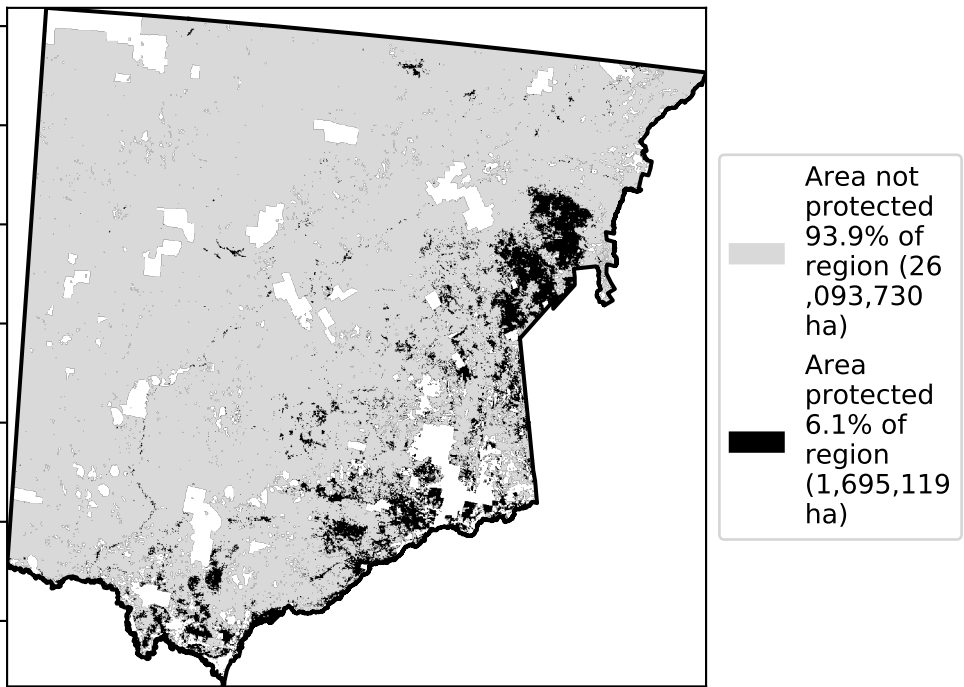 Area not
protected
93.9% of
region (26
,093,730
ha)
Area
protected
6.1% of
region
(1,695,119
ha)